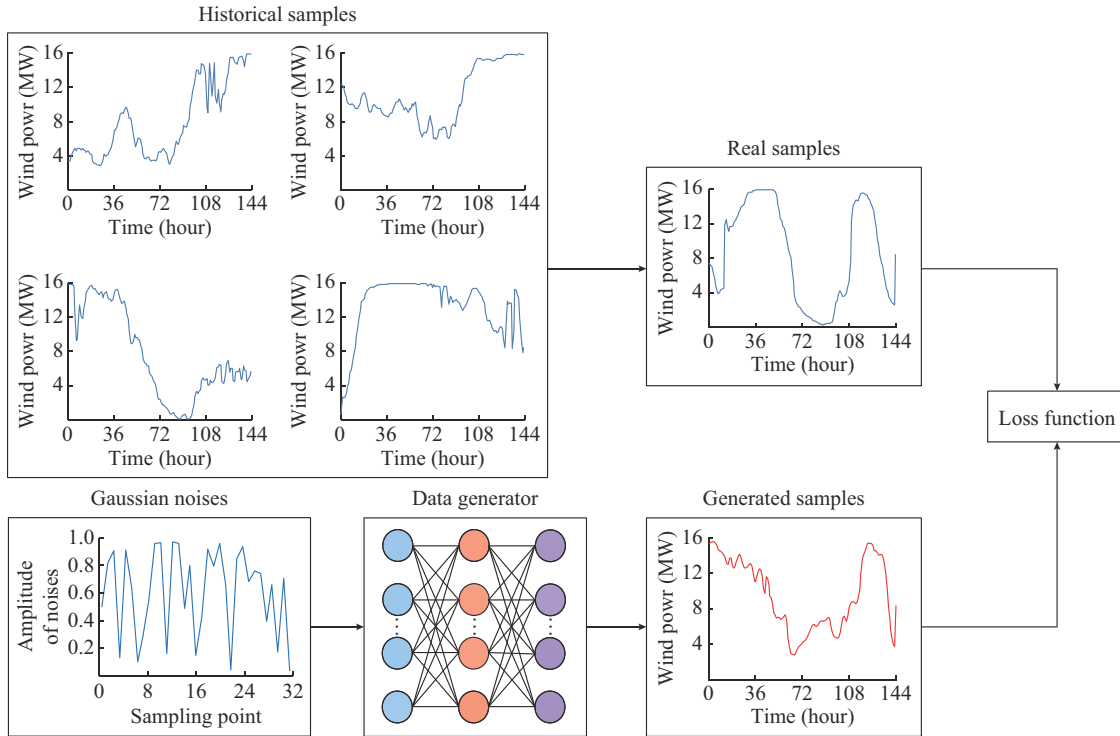 Historical samples
Wind powr (MW)
16
12
8
4
0 36 72 108 144
Time (hour)
Wind powr (MW)
16
12
8
4
0 36 72 108 144
Time (hour)
Wind powr (MW)
16
12
8
4
0 36 72 108 144
Time (hour)
Wind powr (MW)
16
12
8
4
0 36 72 108 144
Time (hour)
Real samples
Wind powr (MW)
16
12
8
4
0 36 72 108 144
Time (hour)
Loss function
Gaussian noises
Amplitude
of noises
1.0
0.8
0.6
0.4
0.2
0 8 16 24 32
Sampling point
Data generator
Generated samples
Wind powr (MW)
16
12
8
4
0 36 72 108 144
Time (hour)